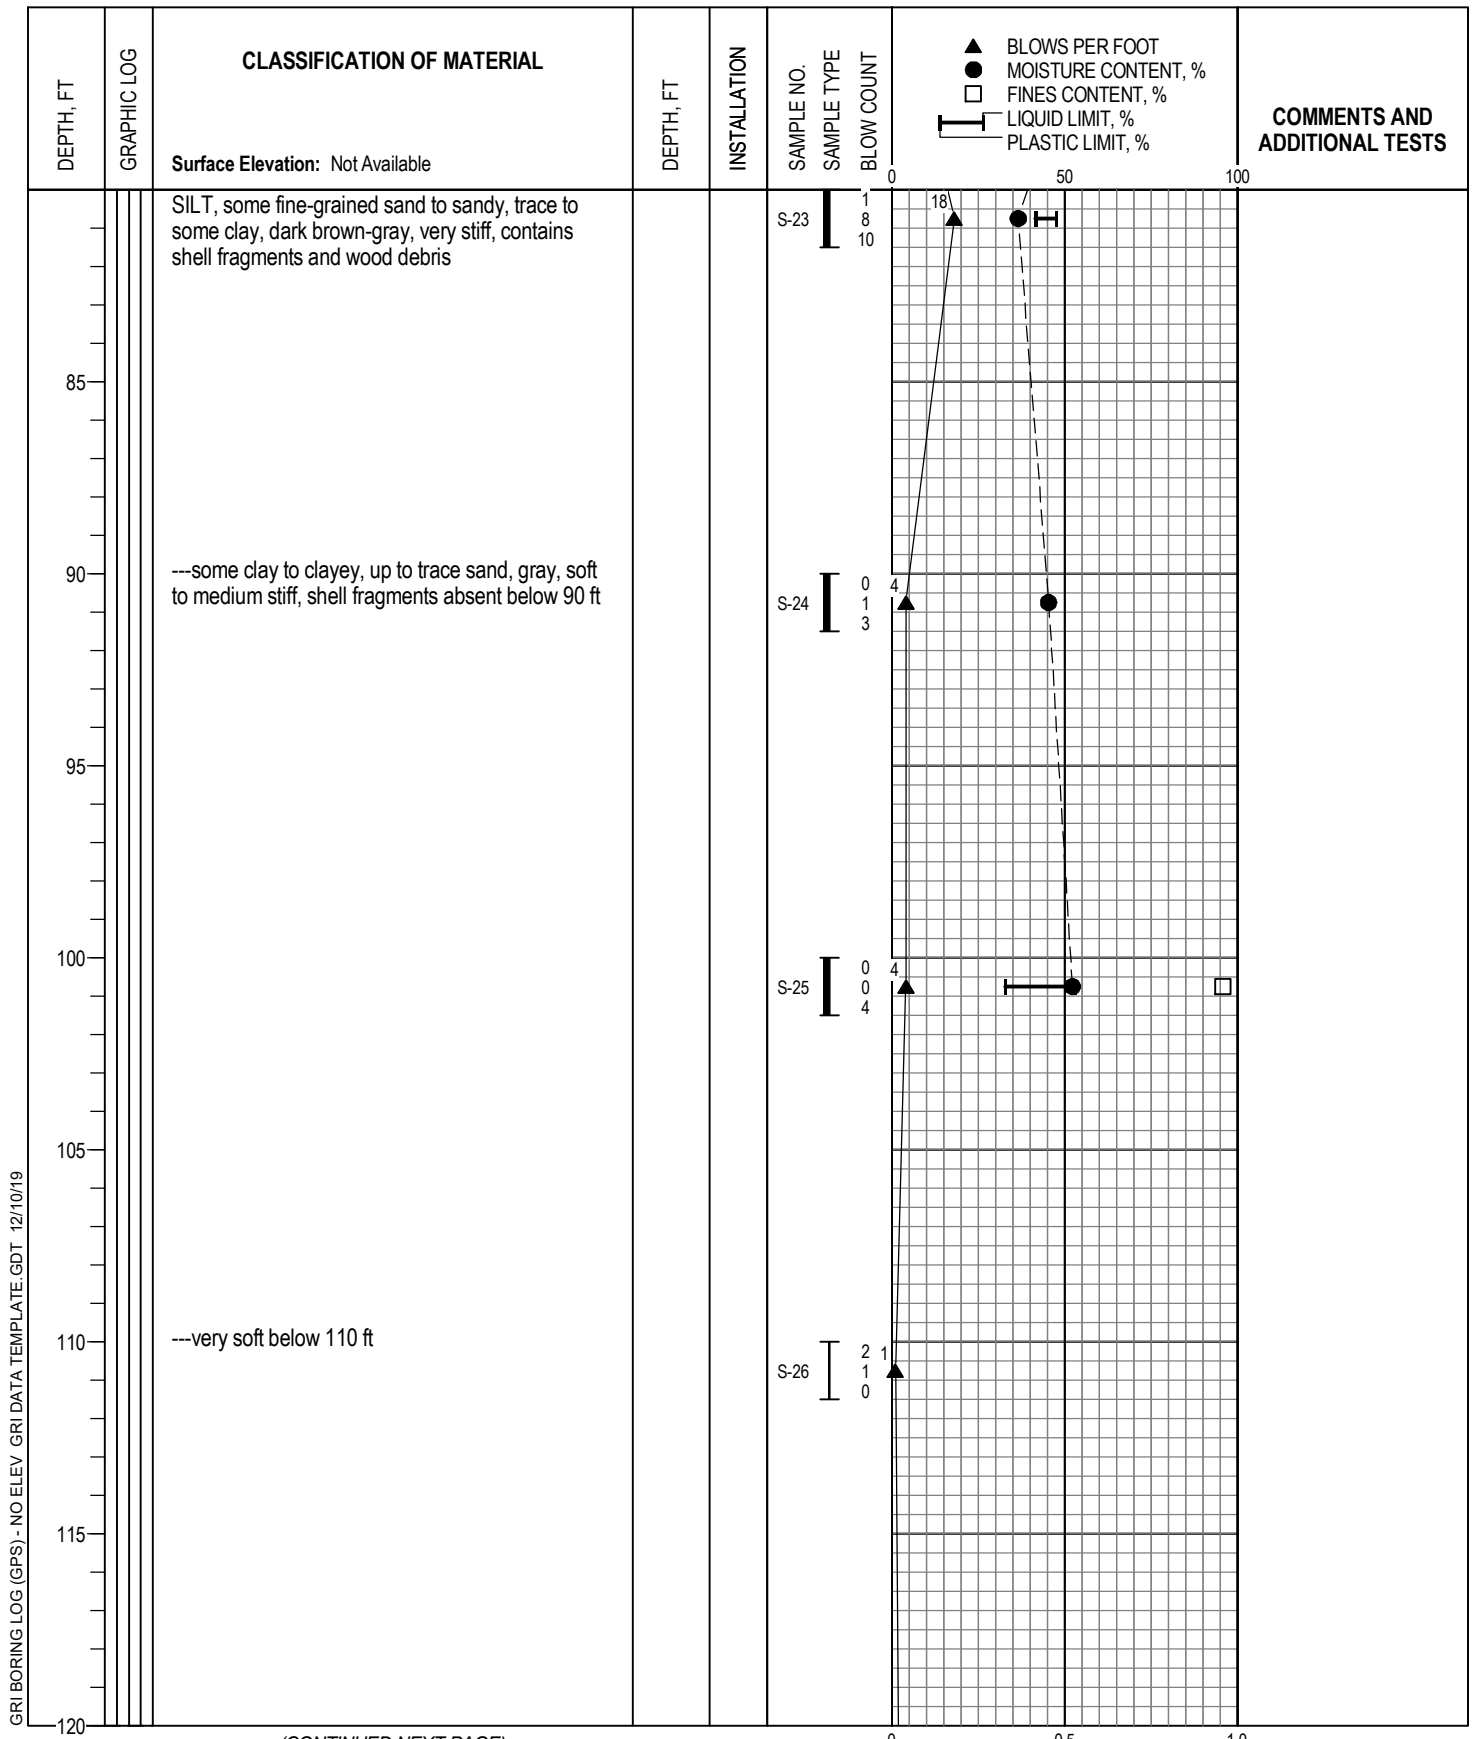 DEPTH, FT
GRAPHIC LOG
CLASSIFICATION OF MATERIAL
Surface Elevation: Not Available
DEPTH, FT
INSTALLATION
SAMPLE NO.
SAMPLE TYPE
BLOW COUNT
BLOWS PER FOOT
MOISTURE CONTENT, %
FINES CONTENT, %
LIQUID LIMIT, %
PLASTIC LIMIT, %
0 50 100
COMMENTS AND
ADDITIONAL TESTS
SILT, some fine-grained sand to sandy, trace to
some clay, dark brown-gray, very stiff, contains
shell fragments and wood debris
S-23
1
8
10
18
85
90
---some clay to clayey, up to trace sand, gray, soft
to medium stiff, shell fragments absent below 90 ft
S-24
0
1
3
4
95
100
S-25
0
0
4
4
105
110
---very soft below 110 ft
S-26
2
1
0
1
115
120
(CONTINUED NEXT PAGE)
0 0.5 1.0
GRI BORING LOG (GPS) - NO ELEV GRI DATA TEMPLATE.GDT 12/10/19